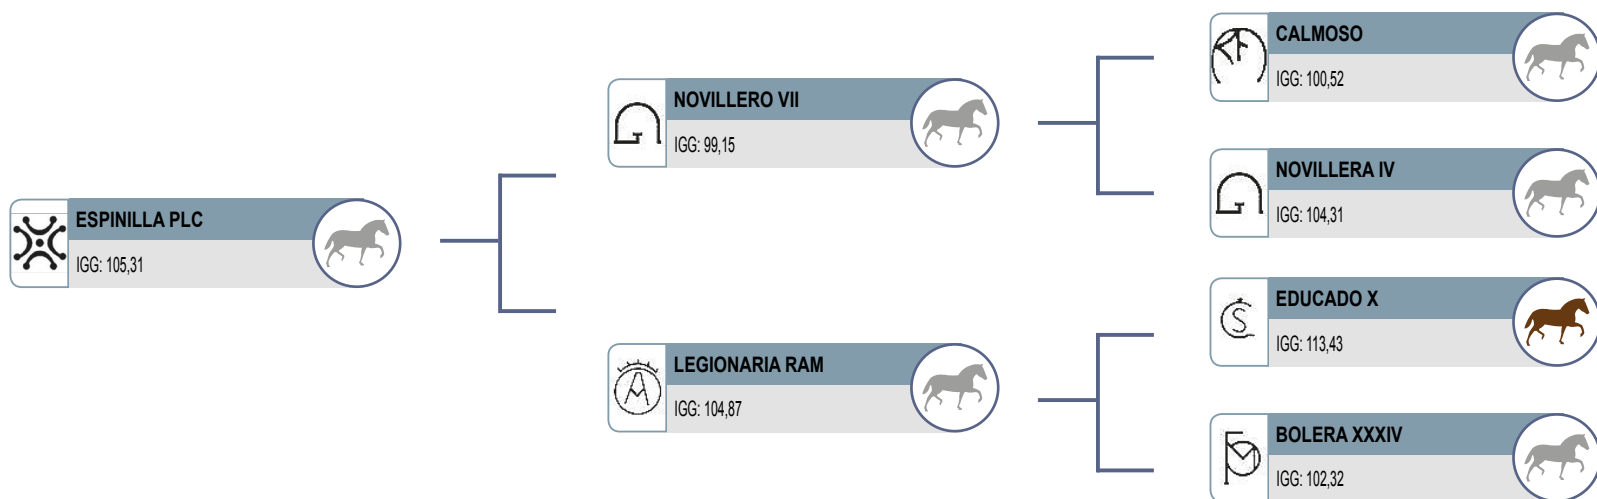 ESPINILLA PLC
IGG: 105,31
NOVILLERO VII
IGG: 99,15
LEGIONARIA RAM
IGG: 104,87
CALMOSO
IGG: 100,52
NOVILLERA IV
IGG: 104,31
EDUCADO X
IGG: 113,43
BOLERA XXXIV
IGG: 102,32